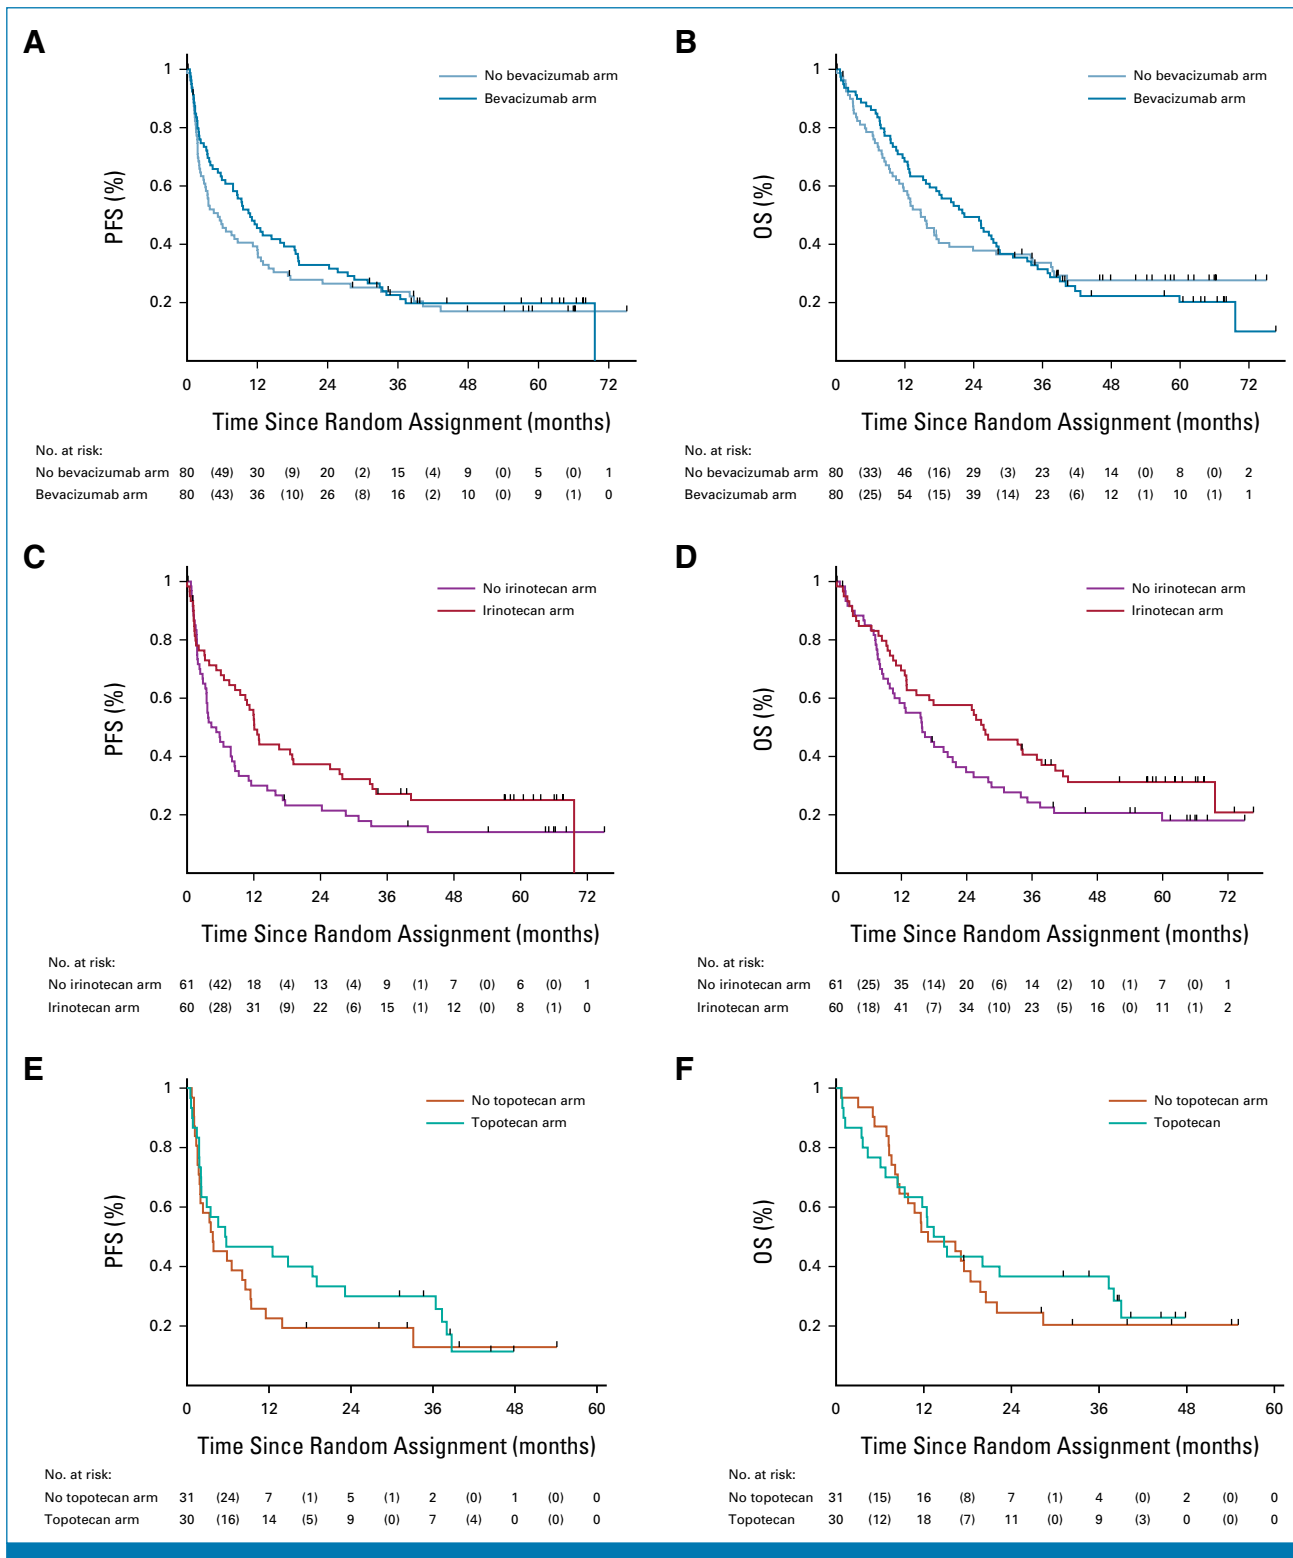 A
PFS (%)
1
0.8
0.6
0.4
0.2
No bevacizumab arm
Bevacizumab arm
0 12 24 36 48 60 72
Time Since Random Assignment (months)
No. at risk:
No bevacizumab arm 80 (49) 30 (9) 20 (2) 15 (4) 9 (0) 5 (0) 1
Bevacizumab arm 80 (43) 36 (10) 26 (8) 16 (2) 10 (0) 9 (1) 0
B
OS (%)
1
0.8
0.6
0.4
0.2
No bevacizumab arm
Bevacizumab arm
0 12 24 36 48 60 72
Time Since Random Assignment (months)
No. at risk:
No bevacizumab arm 80 (33) 46 (16) 29 (3) 23 (4) 14 (0) 8 (0) 2
Bevacizumab arm 80 (25) 54 (15) 39 (14) 23 (6) 12 (1) 10 (1) 1
C
PFS (%)
1
0.8
0.6
0.4
0.2
No irinotecan arm
Irinotecan arm
0 12 24 36 48 60 72
Time Since Random Assignment (months)
No. at risk:
No irinotecan arm 61 (42) 18 (4) 13 (4) 9 (1) 7 (0) 6 (0) 1
Irinotecan arm 60 (28) 31 (9) 22 (6) 15 (1) 12 (0) 8 (1) 0
D
OS (%)
1
0.8
0.6
0.4
0.2
No irinotecan arm
Irinotecan arm
0 12 24 36 48 60 72
Time Since Random Assignment (months)
No. at risk:
No irinotecan arm 61 (25) 35 (14) 20 (6) 14 (2) 10 (1) 7 (0) 1
Irinotecan arm 60 (18) 41 (7) 34 (10) 23 (5) 16 (0) 11 (1) 2
E
PFS (%)
1
0.8
0.6
0.4
0.2
No topotecan arm
Topotecan arm
0 12 24 36 48 60
Time Since Random Assignment (months)
No. at risk:
No topotecan arm 31 (24) 7 (1) 5 (1) 2 (0) 1 (0) 0
Topotecan arm 30 (16) 14 (5) 9 (0) 7 (4) 0 (0) 0
F
OS (%)
1
0.8
0.6
0.4
0.2
No topotecan arm
Topotecan
0 12 24 36 48 60
Time Since Random Assignment (months)
No. at risk:
No topotecan 31 (15) 16 (8) 7 (1) 4 (0) 2 (0) 0
Topotecan 30 (12) 18 (7) 11 (0) 9 (3) 0 (0) 0